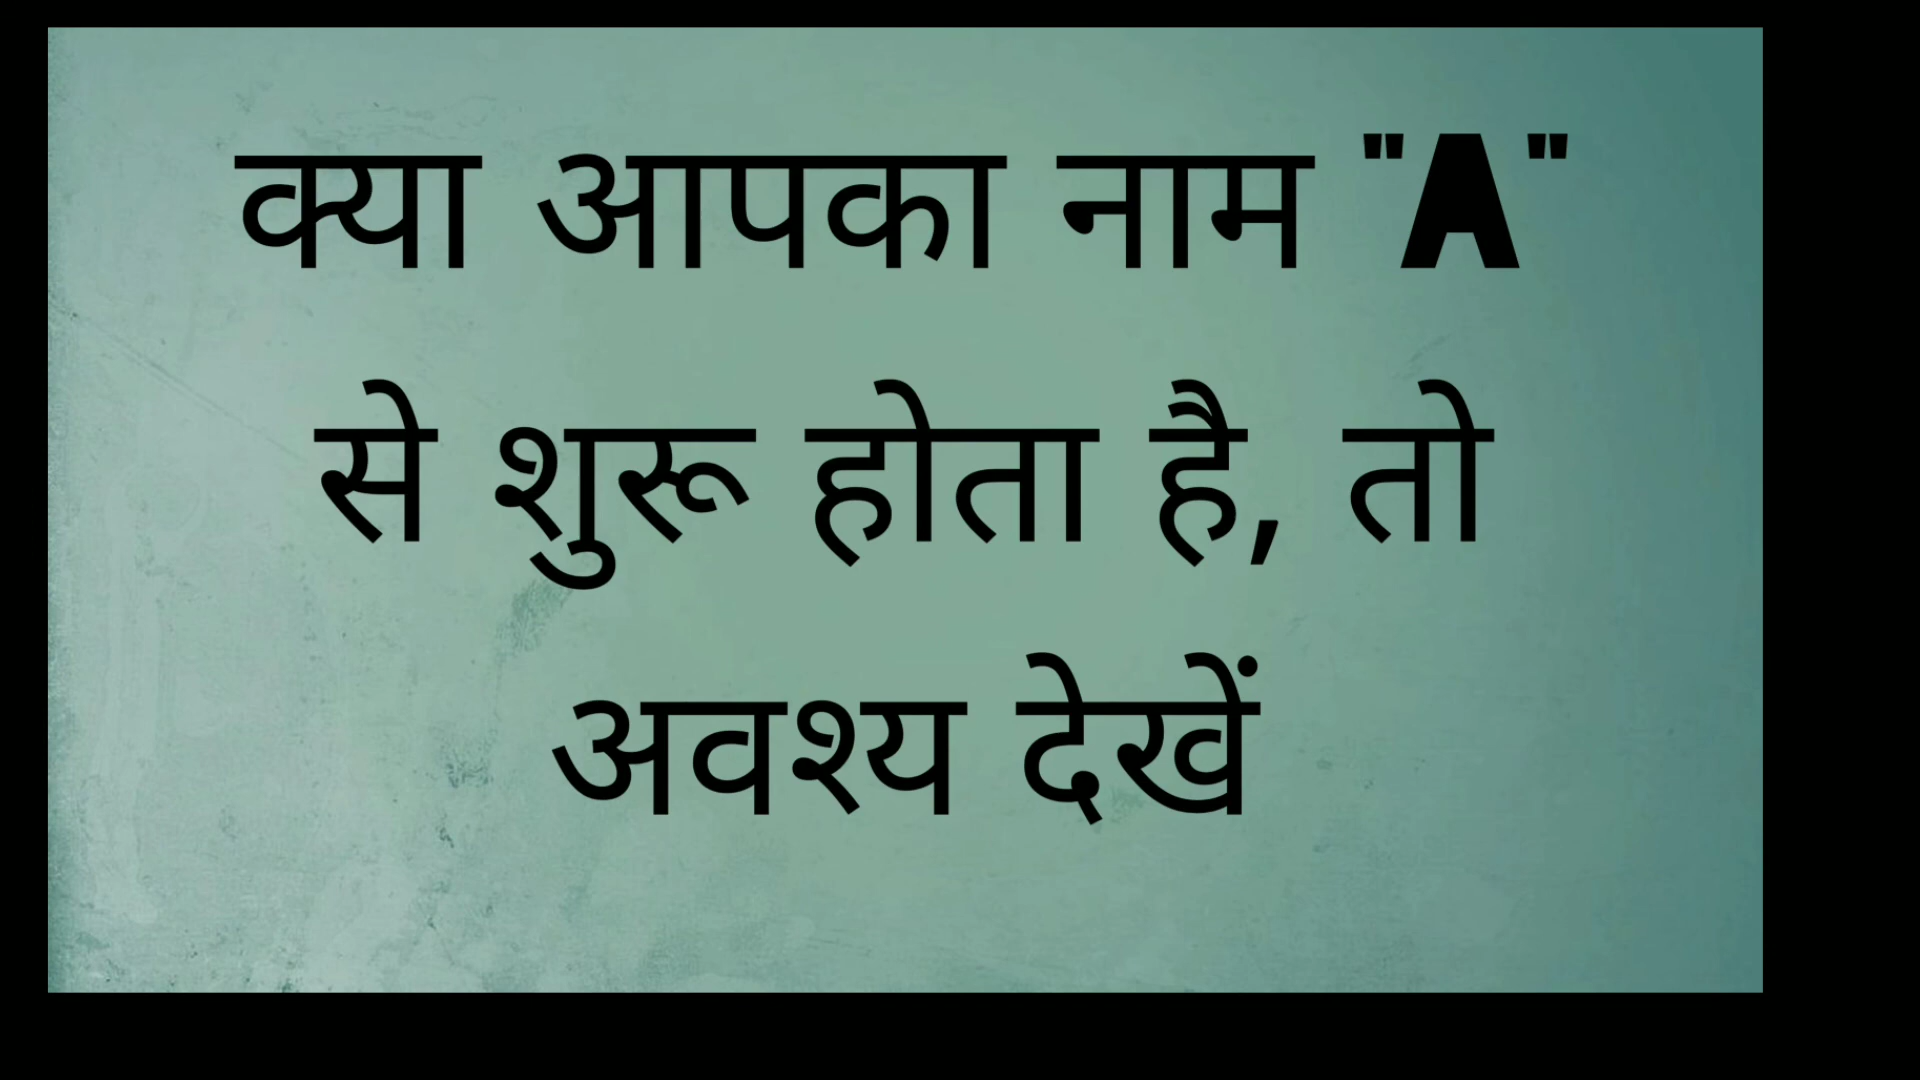 क्या आपका नाम "A"
से शुरू होता है, तो
अवश्य देखें